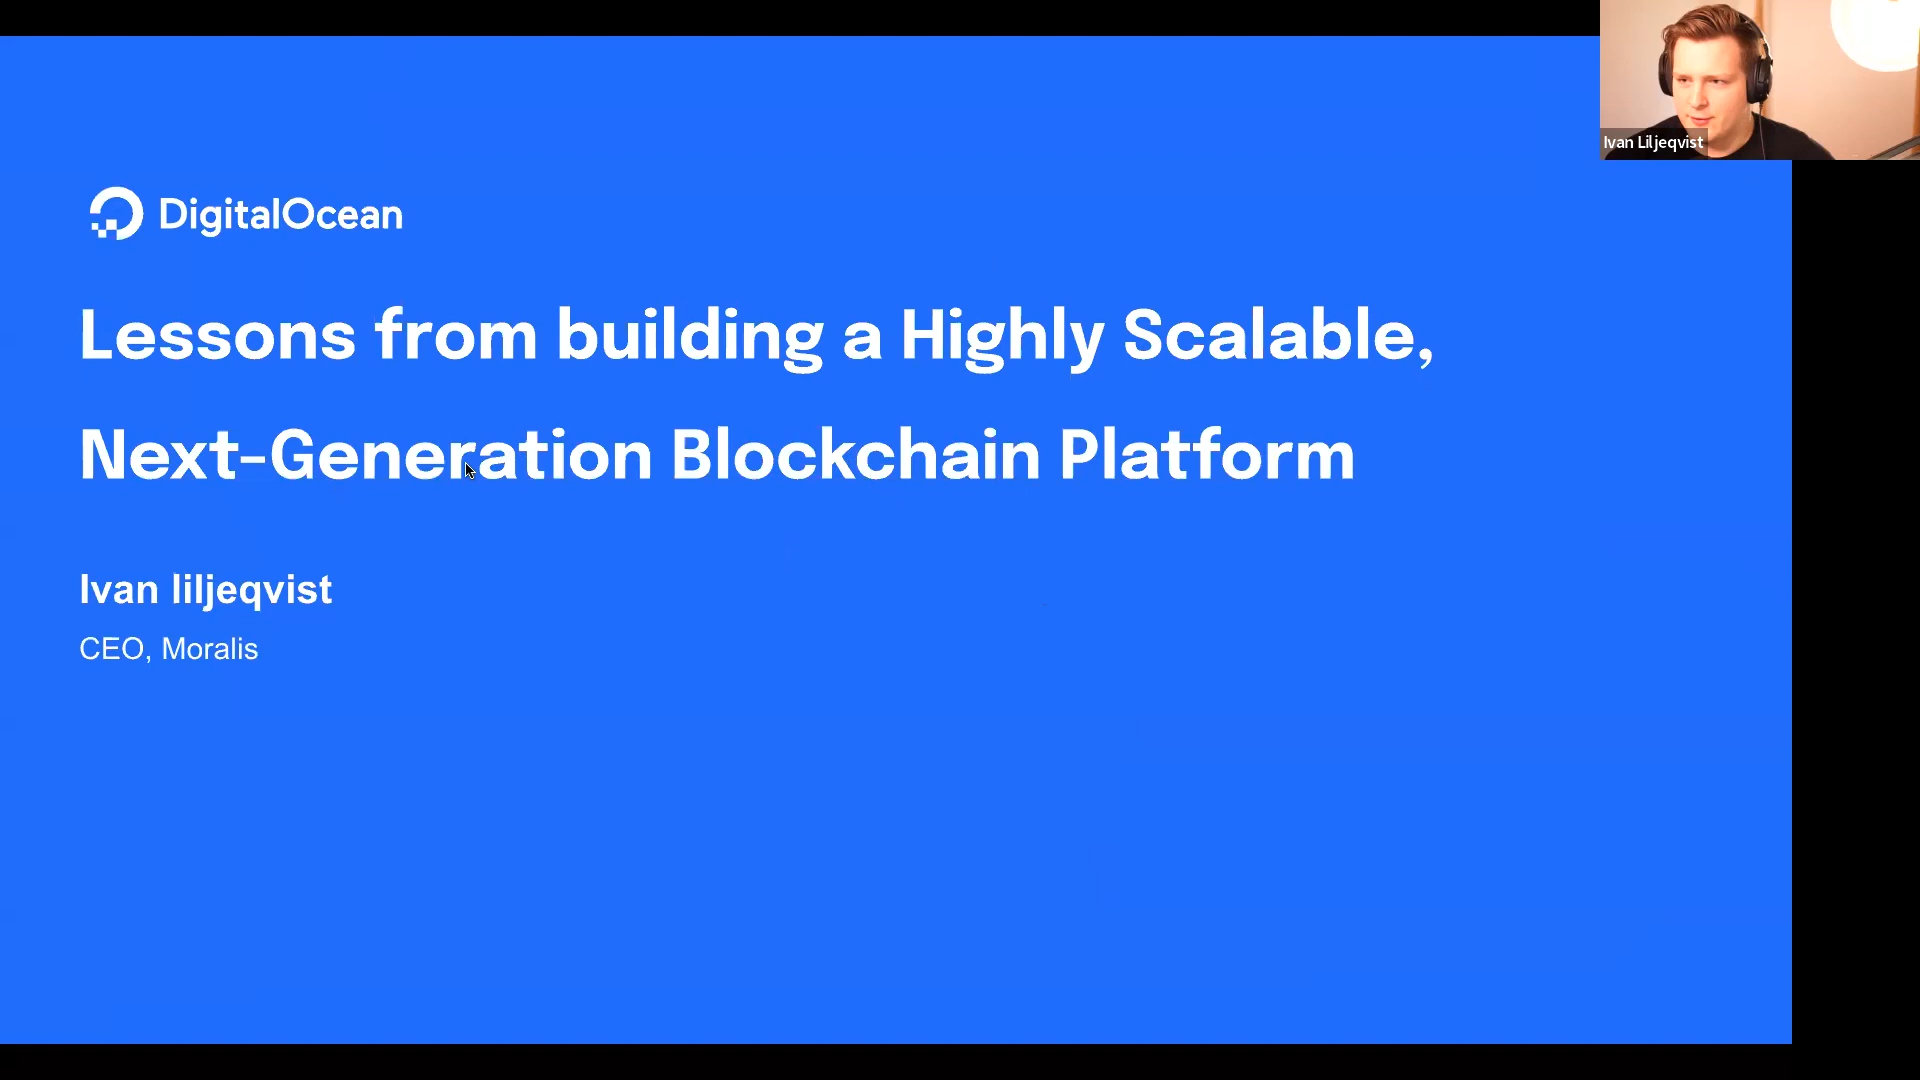 Ivan Liljeqvist
DigitalOcean
Lessons from building a Highly Scalable,
Next-Generation Blockchain Platform
Ivan liljeqvist
CEO, Moralis